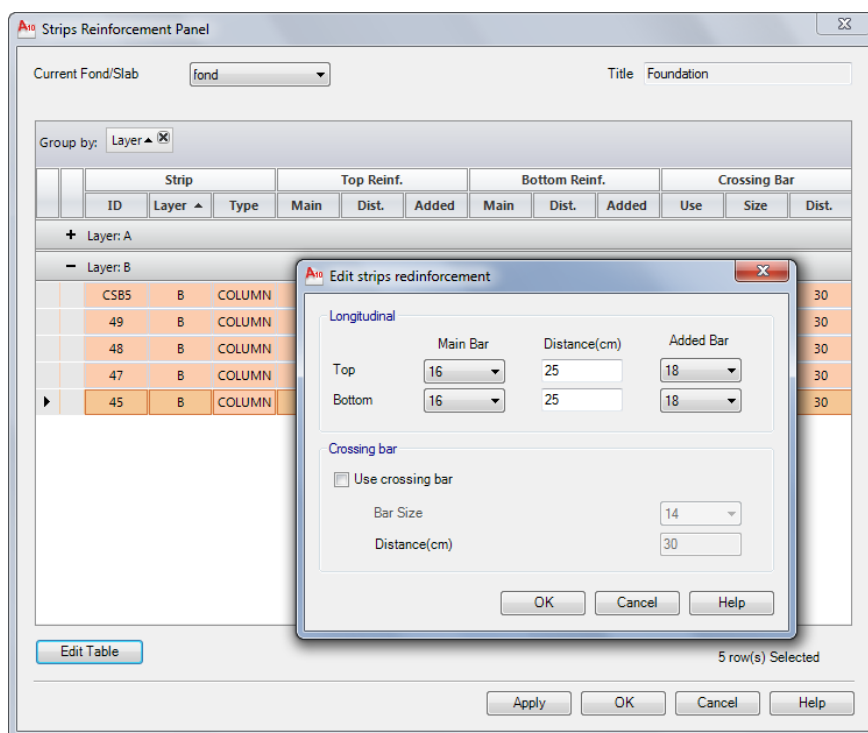 A10 Strips Reinforcement Panel
Current Fond/Slab fond Title Foundation
Group by: Layer
Strip Top Reinf. Bottom Reinf. Crossing Bar
ID Layer Type Main Dist. Added Main Dist. Added Use Size Dist.
+ Layer: A
- Layer: B
A10 Edit strips redinforcement
CSB5 B COLUMN 30
49 B COLUMN 30
48 B COLUMN 30
47 B COLUMN 30
45 B COLUMN 30
Longitudinal
Main Bar Distance(cm) Added Bar
Top 16 25 18
Bottom 16 25 18
Crossing bar
Use crossing bar
Bar Size 14
Distance(cm) 30
OK Cancel Help
Edit Table 5 row(s) Selected
Apply OK Cancel Help